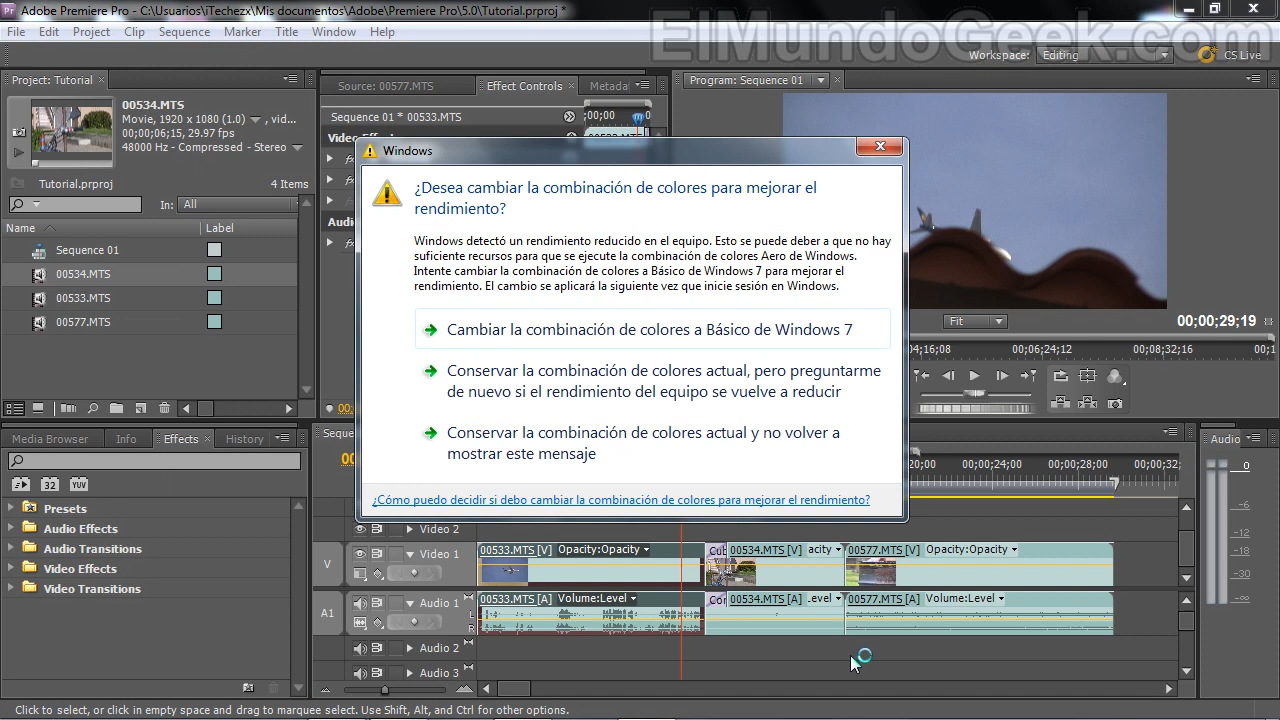 Adobe Premiere Pro - C:\Usuarios\iTechezx\Mis documentos\Adobe\Premiere Pro\5.0\Tutorial.prproj *
File Edit Project Clip Sequence Marker Title Window Help
ElMundoGeek.com
Workspace: Editing CS Live
Project: Tutorial
Source: 00577.MTS Effect Controls Metada
Program: Sequence 01
00534.MTS
Movie, 1920 x 1080 (1.0) , vid...
00;00;06;15, 29.97 fps
48000 Hz - Compressed - Stereo
Sequence 01 * 00533.MTS
;00;00
Tutorial.prproj
4 Items
In: All
Name Label
Sequence 01
00534.MTS
00533.MTS
00577.MTS
Windows
¿Desea cambiar la combinación de colores para mejorar el
rendimiento?
Windows detectó un rendimiento reducido en el equipo. Esto se puede deber a que no hay
suficiente recursos para que se ejecute la combinación de colores Aero de Windows.
Intente cambiar la combinación de colores a Básico de Windows 7 para mejorar el
rendimiento. El cambio se aplicará la siguiente vez que inicie sesión en Windows.
Cambiar la combinación de colores a Básico de Windows 7
Conservar la combinación de colores actual, pero preguntarme
de nuevo si el rendimiento del equipo se vuelve a reducir
Conservar la combinación de colores actual y no volver a
mostrar este mensaje
¿Cómo puedo decidir si debo cambiar la combinación de colores para mejorar el rendimiento?
Fit
00;00;29;19
04;16;08 00;06;24;12 00;08;32;16 00;1
Media Browser Info Effects History
32 YUV
Presets
Audio Effects
Audio Transitions
Video Effects
Video Transitions
20;00 00;00;24;00 00;00;28;00 00;00;32;
Audio
0
-6
-12
-18
-30
-∞
Video 2
V Video 1
00533.MTS [V] Opacity:Opacity
Cub 00534.MTS [V] acity
00577.MTS [V] Opacity:Opacity
A1 Audio 1
L
R
00533.MTS [A] Volume:Level
Cor 00534.MTS [A] .evel
00577.MTS [A] Volume:Level
Audio 2
Audio 3
Click to select, or click in empty space and drag to marquee select. Use Shift, Alt, and Ctrl for other options.